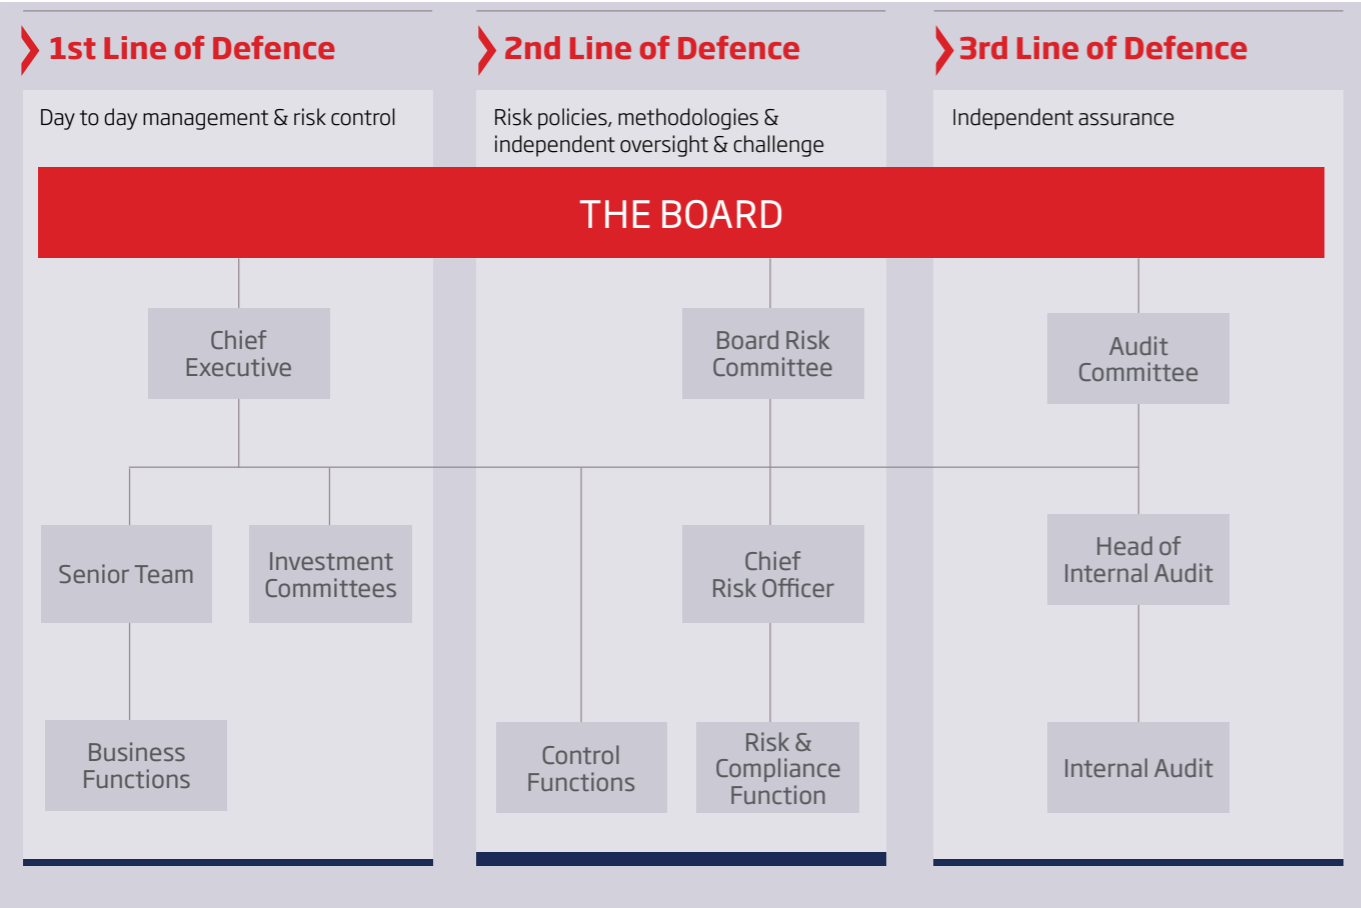 1st Line of Defence
Day to day management & risk control
2nd Line of Defence
Risk policies, methodologies &
independent oversight & challenge
3rd Line of Defence
Independent assurance
THE BOARD
Chief
Executive
Board Risk
Committee
Audit
Committee
Senior Team
Investment
Committees
Chief
Risk Officer
Head of
Internal Audit
Business
Functions
Control
Functions
Risk &
Compliance
Function
Internal Audit